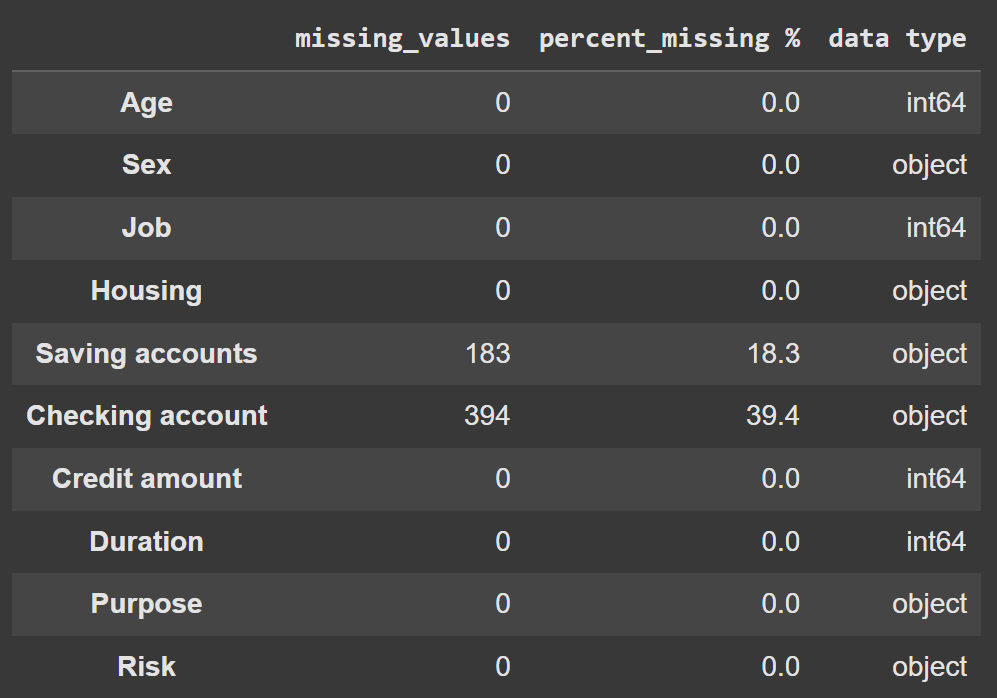 missing_values percent_missing % data type
Age 0 0.0 int64
Sex 0 0.0 object
Job 0 0.0 int64
Housing 0 0.0 object
Saving accounts 183 18.3 object
Checking account 394 39.4 object
Credit amount 0 0.0 int64
Duration 0 0.0 int64
Purpose 0 0.0 object
Risk 0 0.0 object